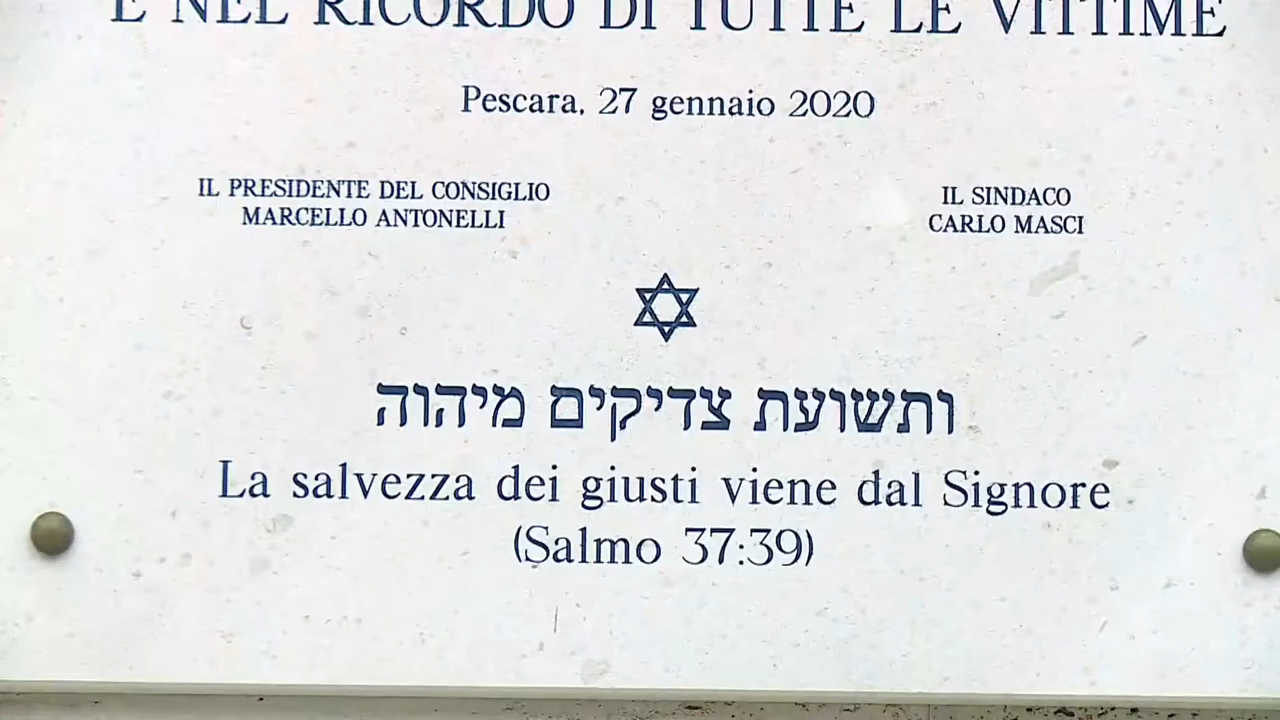 E NEL RICORDO DI TUTTE LE VITTIME
Pescara, 27 gennaio 2020
IL PRESIDENTE DEL CONSIGLIO
MARCELLO ANTONELLI
IL SINDACO
CARLO MASCI
ותשועת צדיקים מיהוה
La salvezza dei giusti viene dal Signore
(Salmo 37:39)